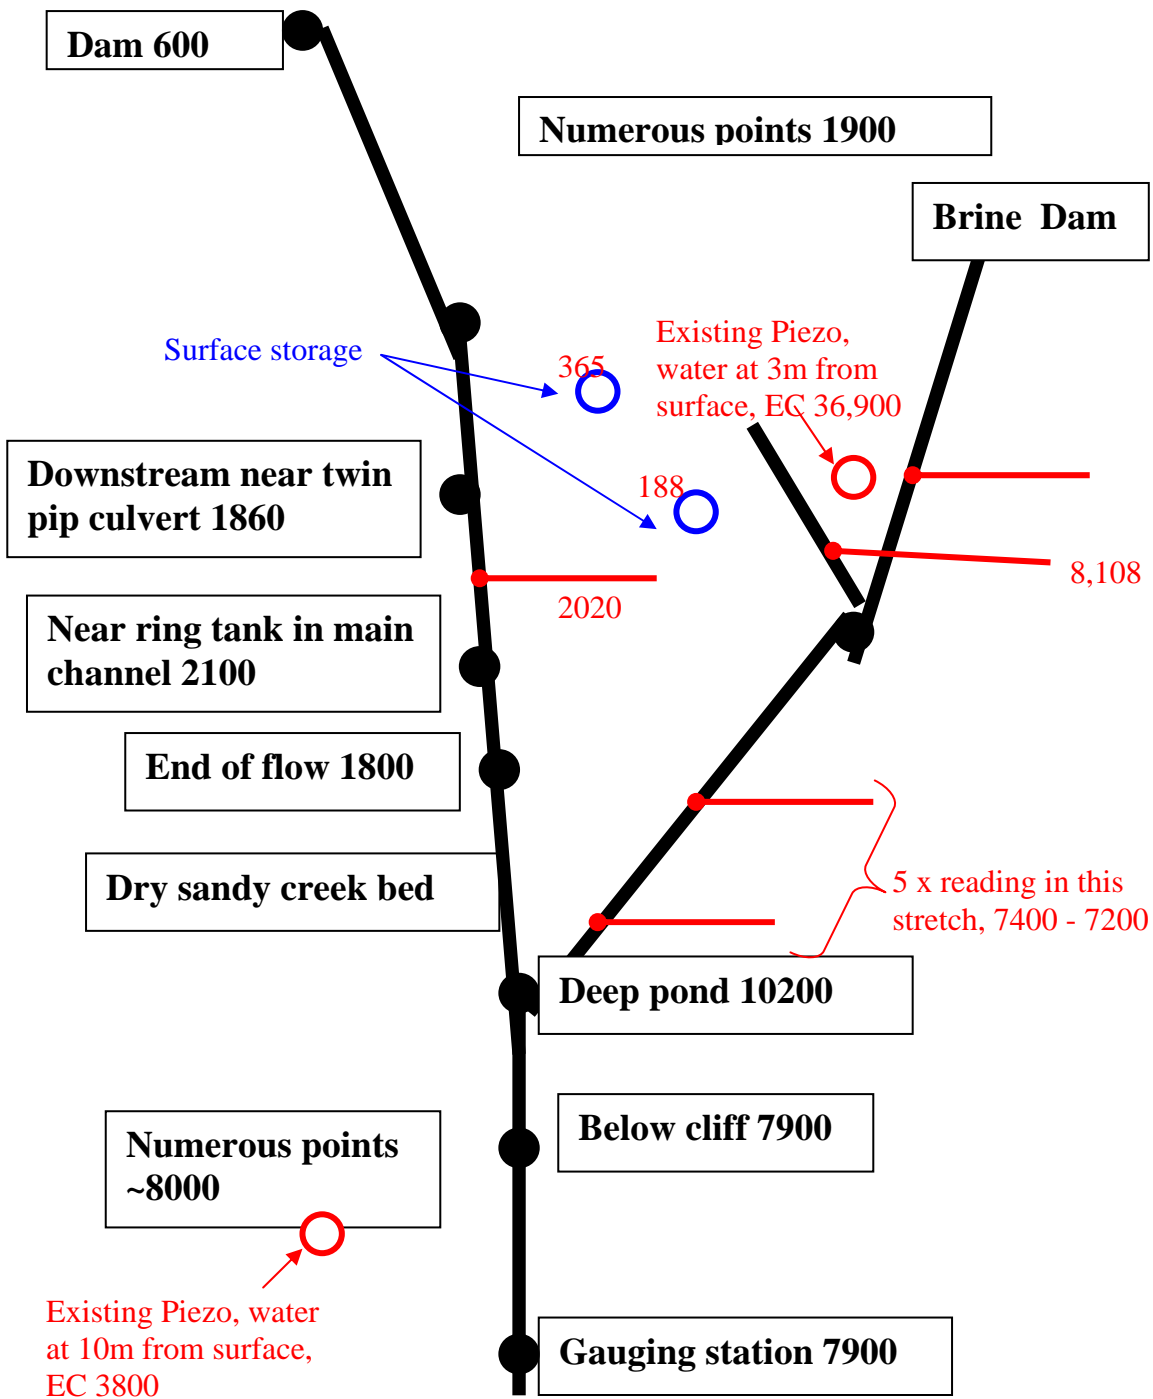 Dam 600
Numerous points 1900
Brine Dam
Existing Piezo,
water at 3m from
surface, EC 36,900
Surface storage
365
Downstream near twin
pip culvert 1860
188
8,108
2020
Near ring tank in main
channel 2100
End of flow 1800
Dry sandy creek bed
5 x reading in this
stretch, 7400 - 7200
Deep pond 10200
Below cliff 7900
Numerous points
~8000
Existing Piezo, water
at 10m from surface,
EC 3800
Gauging station 7900